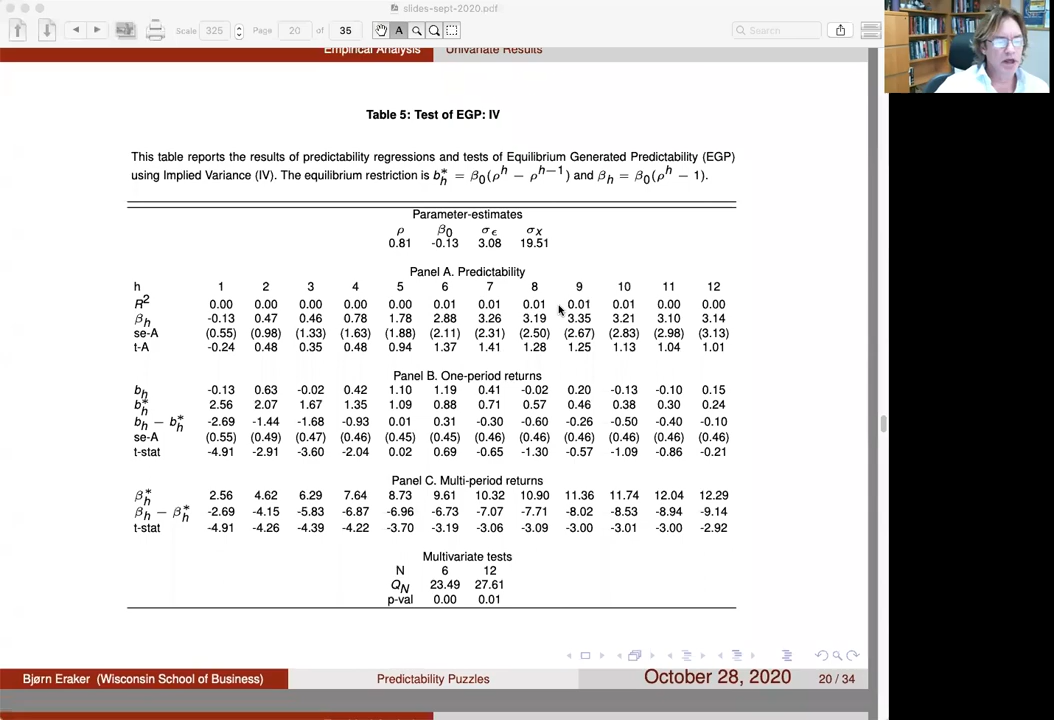 slides-sept-2020.pdf
Scale 325 Page 20 of 35 Search
Empirical Analysis Univariate Results
Table 5: Test of EGP: IV
This table reports the results of predictability regressions and tests of Equilibrium Generated Predictability (EGP)
using Implied Variance (IV). The equilibrium restriction is b*_h = β_0(ρ^h − ρ^{h−1}) and β_h = β_0(ρ^h − 1).
Parameter-estimates
ρ β_0 σ_ϵ σ_x
0.81 -0.13 3.08 19.51
Panel A. Predictability
h 1 2 3 4 5 6 7 8 9 10 11 12
R² 0.00 0.00 0.00 0.00 0.00 0.01 0.01 0.01 0.01 0.01 0.00 0.00
β_h -0.13 0.47 0.46 0.78 1.78 2.88 3.26 3.19 3.35 3.21 3.10 3.14
se-A (0.55) (0.98) (1.33) (1.63) (1.88) (2.11) (2.31) (2.50) (2.67) (2.83) (2.98) (3.13)
t-A -0.24 0.48 0.35 0.48 0.94 1.37 1.41 1.28 1.25 1.13 1.04 1.01
Panel B. One-period returns
b_h -0.13 0.63 -0.02 0.42 1.10 1.19 0.41 -0.02 0.20 -0.13 -0.10 0.15
b*_h 2.56 2.07 1.67 1.35 1.09 0.88 0.71 0.57 0.46 0.38 0.30 0.24
b_h − b*_h -2.69 -1.44 -1.68 -0.93 0.01 0.31 -0.30 -0.60 -0.26 -0.50 -0.40 -0.10
se-A (0.55) (0.49) (0.47) (0.46) (0.45) (0.45) (0.46) (0.46) (0.46) (0.46) (0.46) (0.46)
t-stat -4.91 -2.91 -3.60 -2.04 0.02 0.69 -0.65 -1.30 -0.57 -1.09 -0.86 -0.21
Panel C. Multi-period returns
β*_h 2.56 4.62 6.29 7.64 8.73 9.61 10.32 10.90 11.36 11.74 12.04 12.29
β_h − β*_h -2.69 -4.15 -5.83 -6.87 -6.96 -6.73 -7.07 -7.71 -8.02 -8.53 -8.94 -9.14
t-stat -4.91 -4.26 -4.39 -4.22 -3.70 -3.19 -3.06 -3.09 -3.00 -3.01 -3.00 -2.92
Multivariate tests
N 6 12
Q_N 23.49 27.61
p-val 0.00 0.01
Bjørn Eraker (Wisconsin School of Business) Predictability Puzzles October 28, 2020 20 / 34